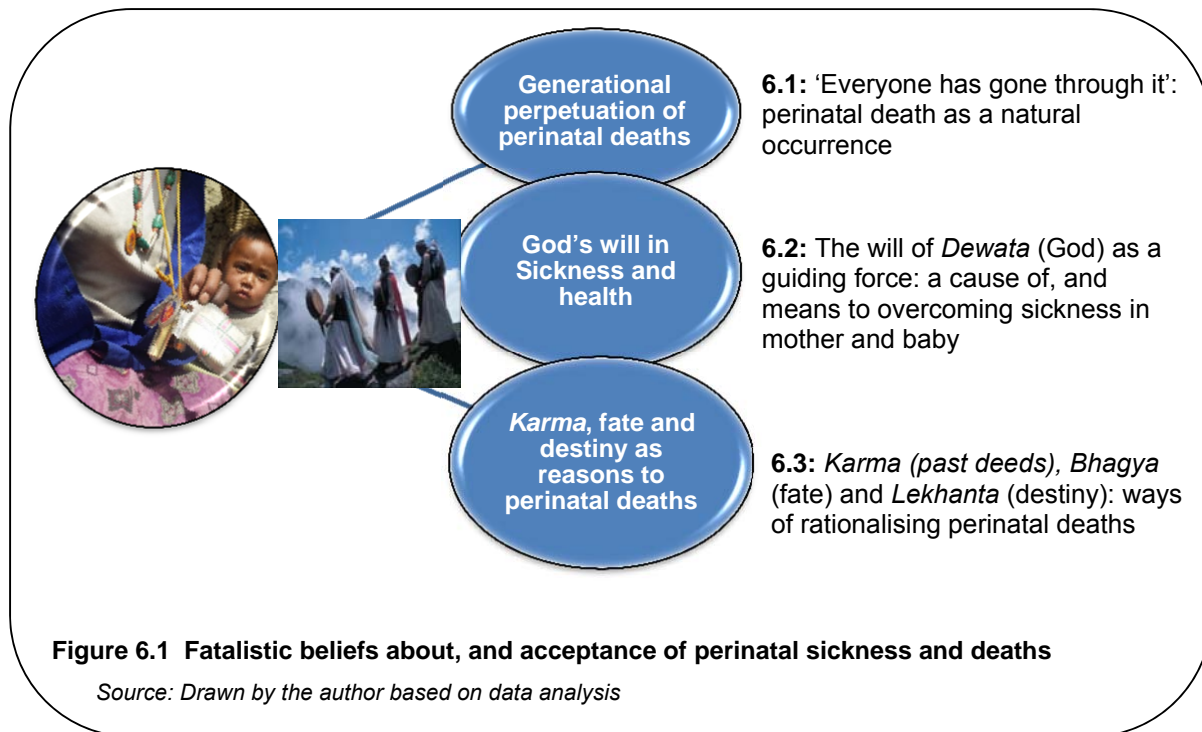 Generational
perpetuation of
perinatal deaths
6.1: ‘Everyone has gone through it’:
perinatal death as a natural
occurrence
God’s will in
Sickness and
health
6.2: The will of Dewata (God) as a
guiding force: a cause of, and
means to overcoming sickness in
mother and baby
Karma, fate and
destiny as
reasons to
perinatal deaths
6.3: Karma (past deeds), Bhagya
(fate) and Lekhanta (destiny): ways
of rationalising perinatal deaths
Figure 6.1 Fatalistic beliefs about, and acceptance of perinatal sickness and deaths
Source: Drawn by the author based on data analysis